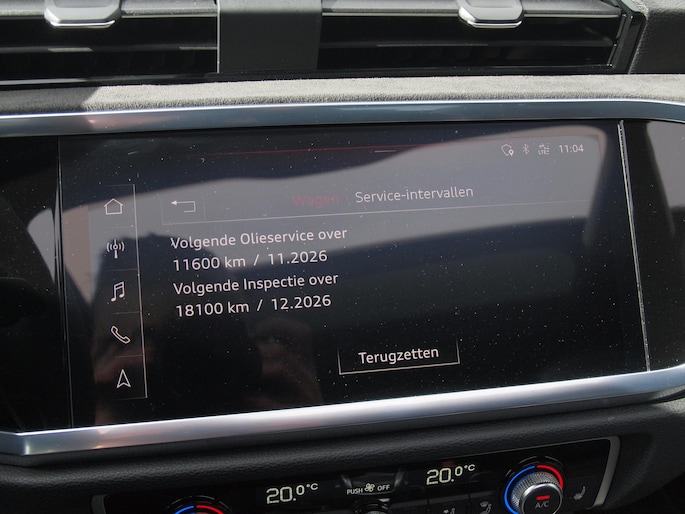 11:04
Wagen Service-intervallen
Volgende Olieservice over
11600 km / 11.2026
Volgende Inspectie over
18100 km / 12.2026
Terugzetten
20.0°C
PUSH OFF
20.0°C
A/C